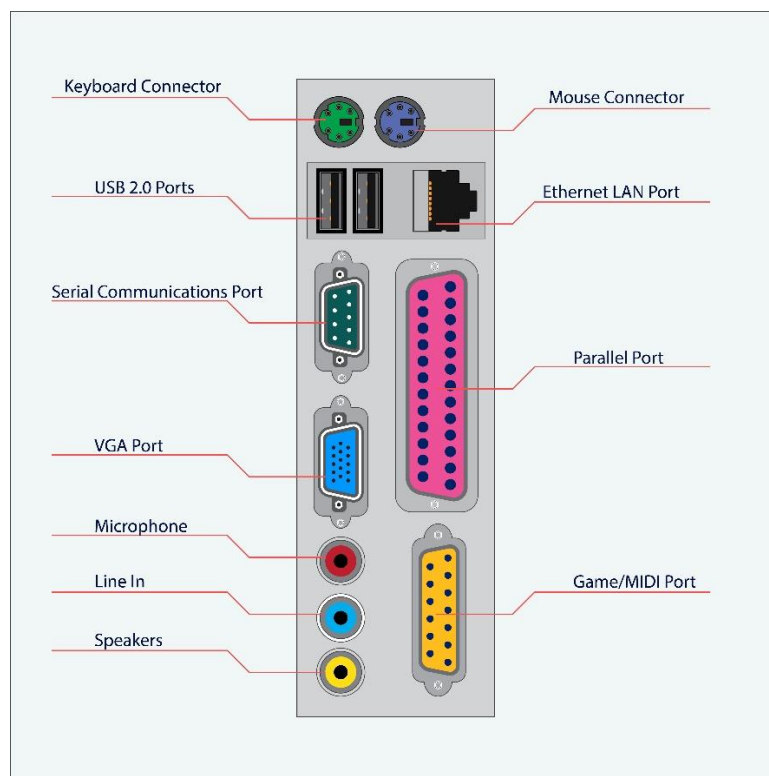 Keyboard Connector
Mouse Connector
USB 2.0 Ports
Ethernet LAN Port
Serial Communications Port
Parallel Port
VGA Port
Microphone
Line In
Game/MIDI Port
Speakers